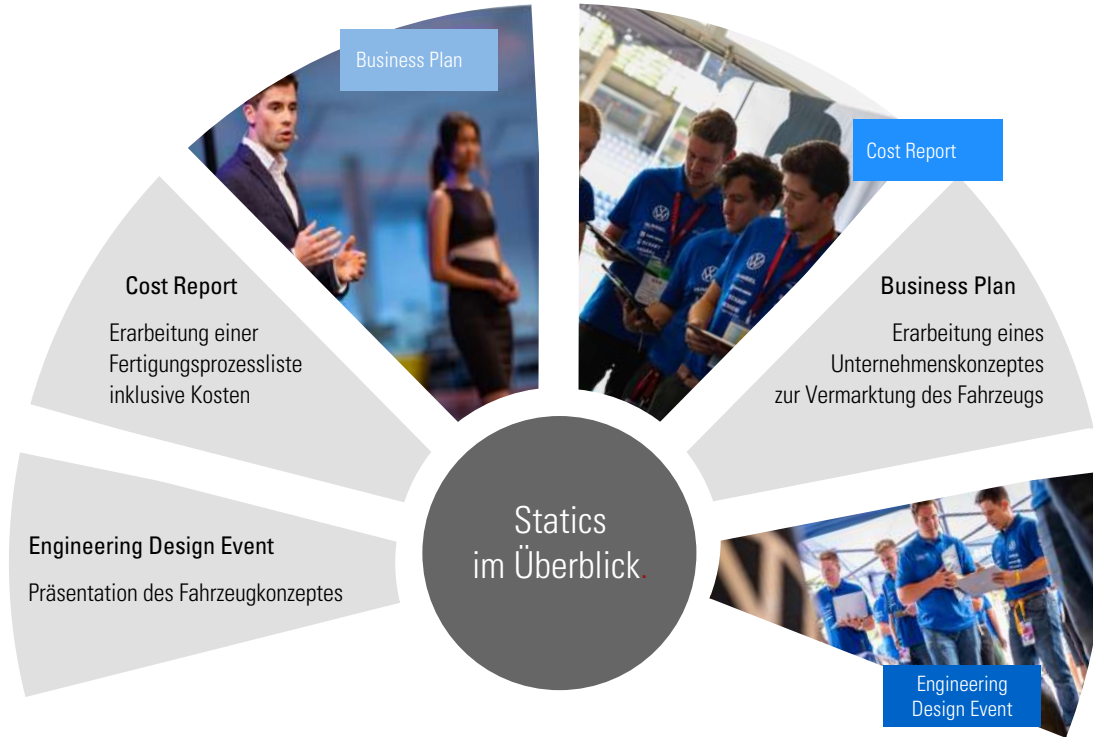 Business Plan
Cost Report
Cost Report
Erarbeitung einer
Fertigungsprozessliste
inklusive Kosten
Business Plan
Erarbeitung eines
Unternehmenskonzeptes
zur Vermarktung des Fahrzeugs
Engineering Design Event
Präsentation des Fahrzeugkonzeptes
Statics
im Überblick.
Engineering
Design Event